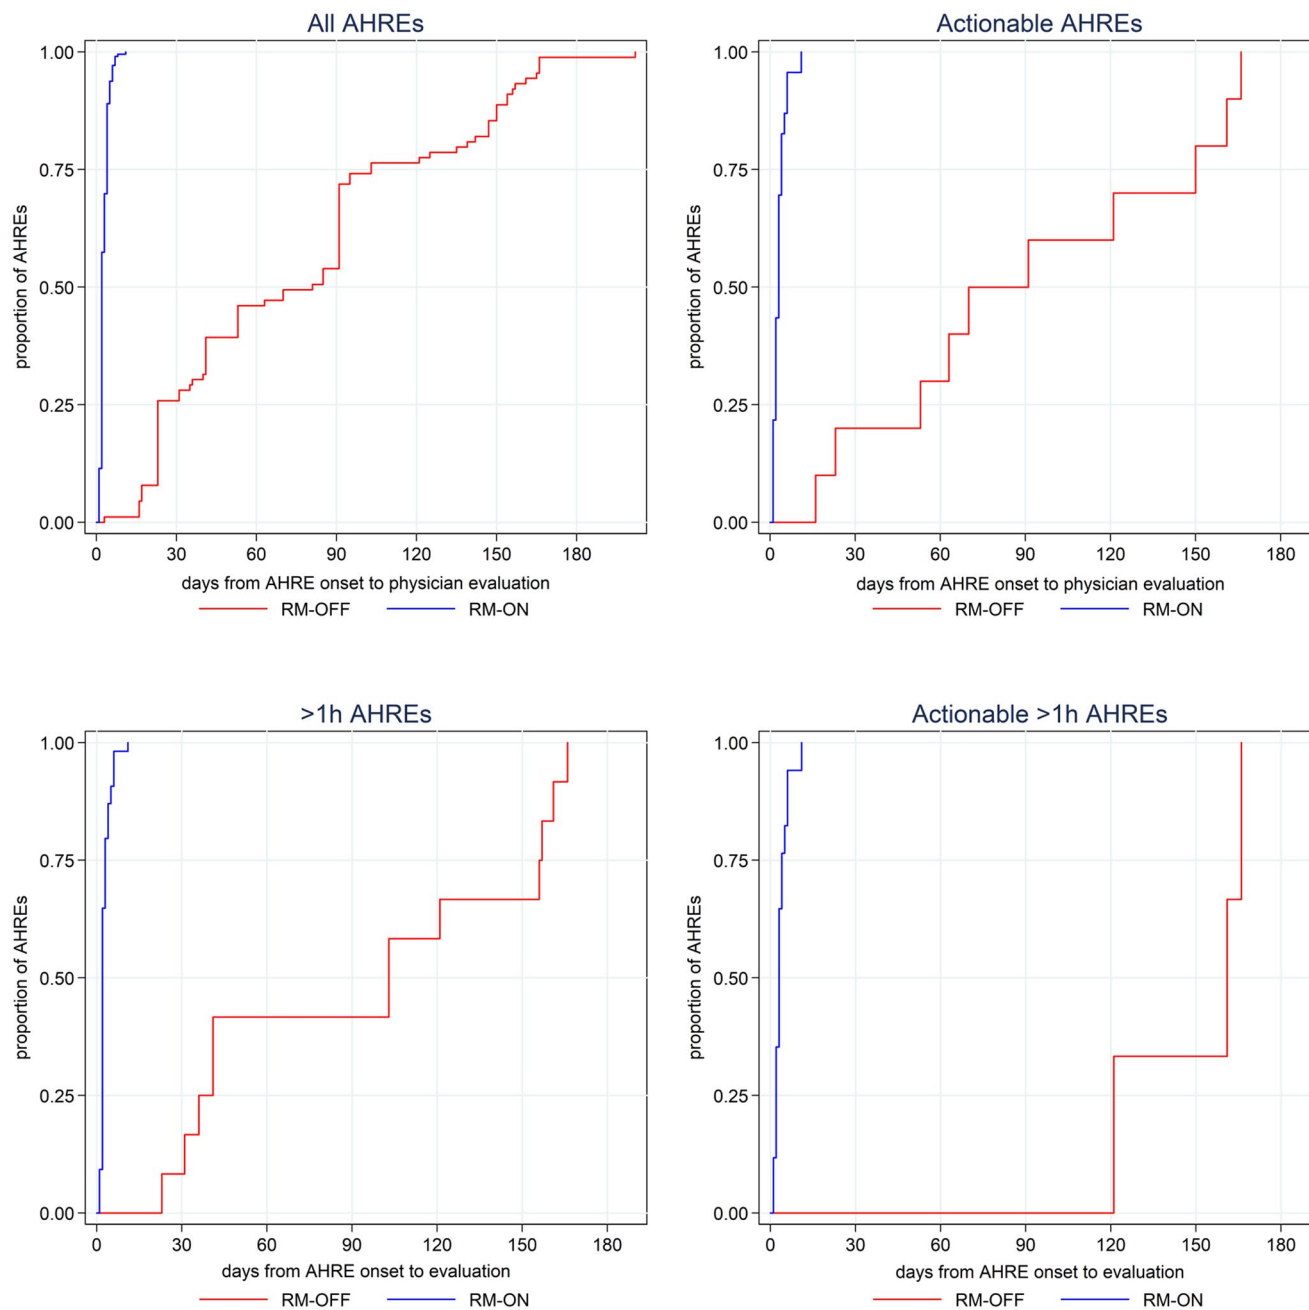 All AHREs
1.00
0.75
0.50
0.25
0.00
proportion of AHREs
0 30 60 90 120 150 180
days from AHRE onset to physician evaluation
RM-OFF RM-ON
Actionable AHREs
1.00
0.75
0.50
0.25
0.00
proportion of AHREs
0 30 60 90 120 150 180
days from AHRE onset to physician evaluation
RM-OFF RM-ON
>1h AHREs
1.00
0.75
0.50
0.25
0.00
proportion of AHREs
0 30 60 90 120 150 180
days from AHRE onset to evaluation
RM-OFF RM-ON
Actionable >1h AHREs
1.00
0.75
0.50
0.25
0.00
proportion of AHREs
0 30 60 90 120 150 180
days from AHRE onset to evaluation
RM-OFF RM-ON